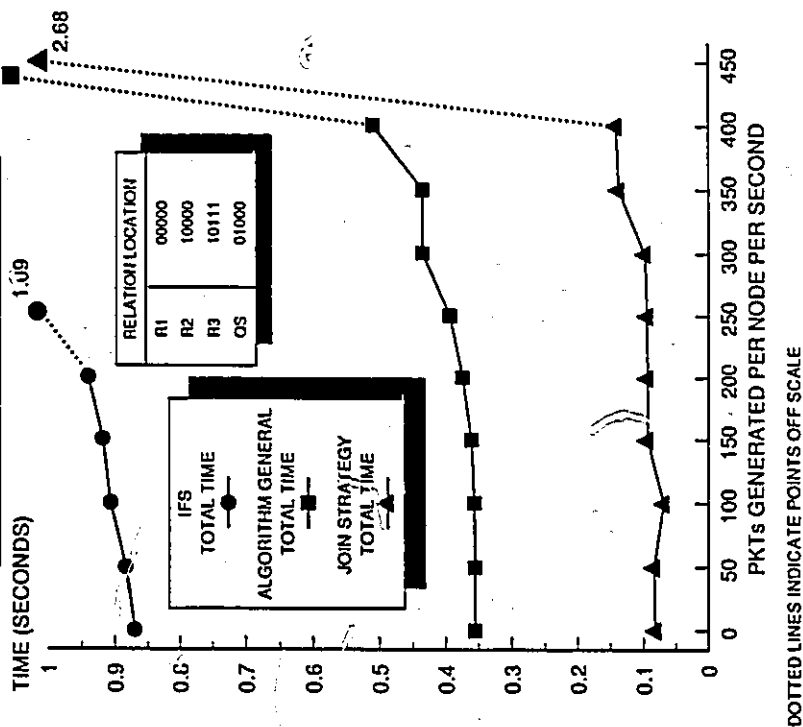 TIME (SECONDS)
1
0.9
0.8
0.7
0.6
0.5
0.4
0.3
0.2
0.1
0
1.09
2.68
RELATION LOCATION
R1 00000
R2 10000
R3 10111
QS 01000
IFS
TOTAL TIME
ALGORITHM GENERAL
TOTAL TIME
JOIN STRATEGY
TOTAL TIME
0 50 100 150 200 250 300 350 400 450
PKTs GENERATED PER NODE PER SECOND
DOTTED LINES INDICATE POINTS OFF SCALE